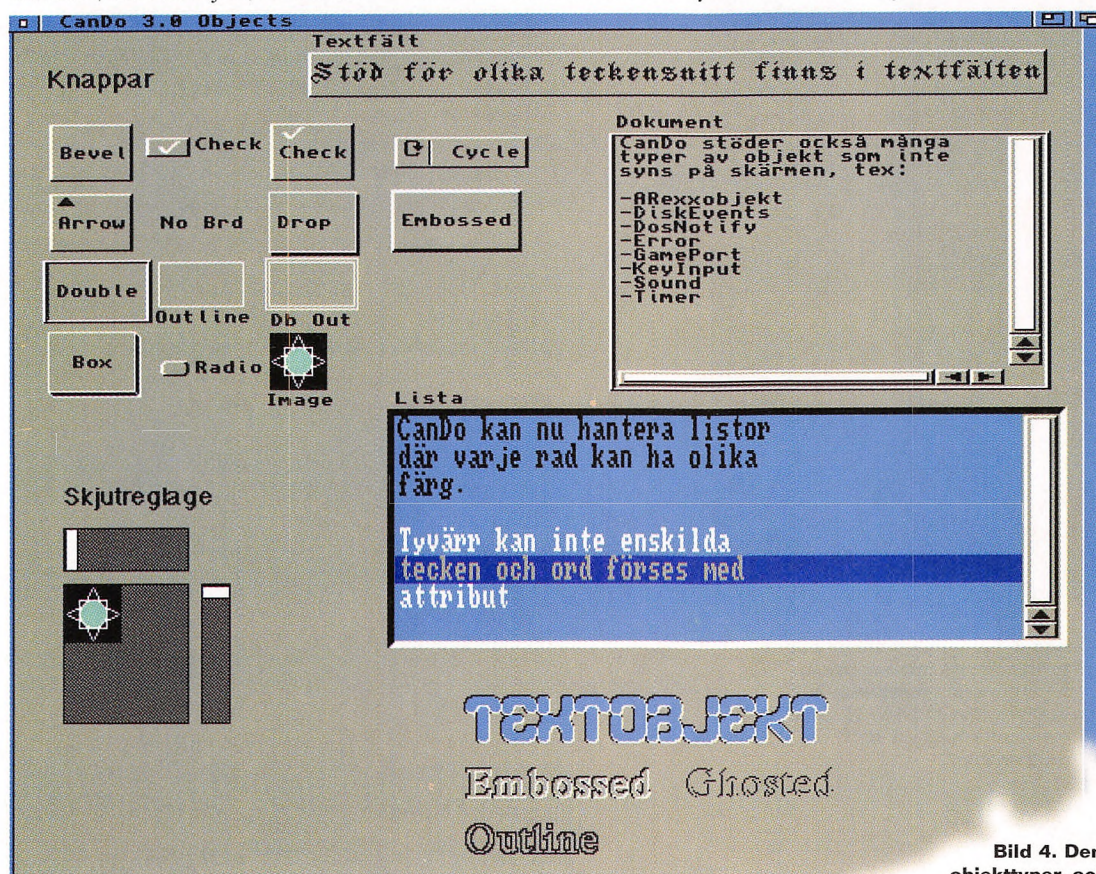 CanDo 3.0 Objects
Knappar
Textfält
Stöd för olika teckensnitt finns i textfälten
Bevel
Check
Check
Cycle
Arrow
No Brd
Drop
Embossed
Double
Outline
Db Out
Box
Radio
Image
Dokument
CanDo stöder också många
typer av objekt som inte
syns på skärmen, tex:
-ARexxobjekt
-DiskEvents
-DosNotify
-Error
-GamePort
-KeyInput
-Sound
-Timer
Lista
CanDo kan nu hantera listor
där varje rad kan ha olika
färg.
Tyvärr kan inte enskilda
tecken och ord förses med
attribut
Skjutreglage
TEXTOBJEKT
Embossed Ghosted
Outline
Bild 4. Den